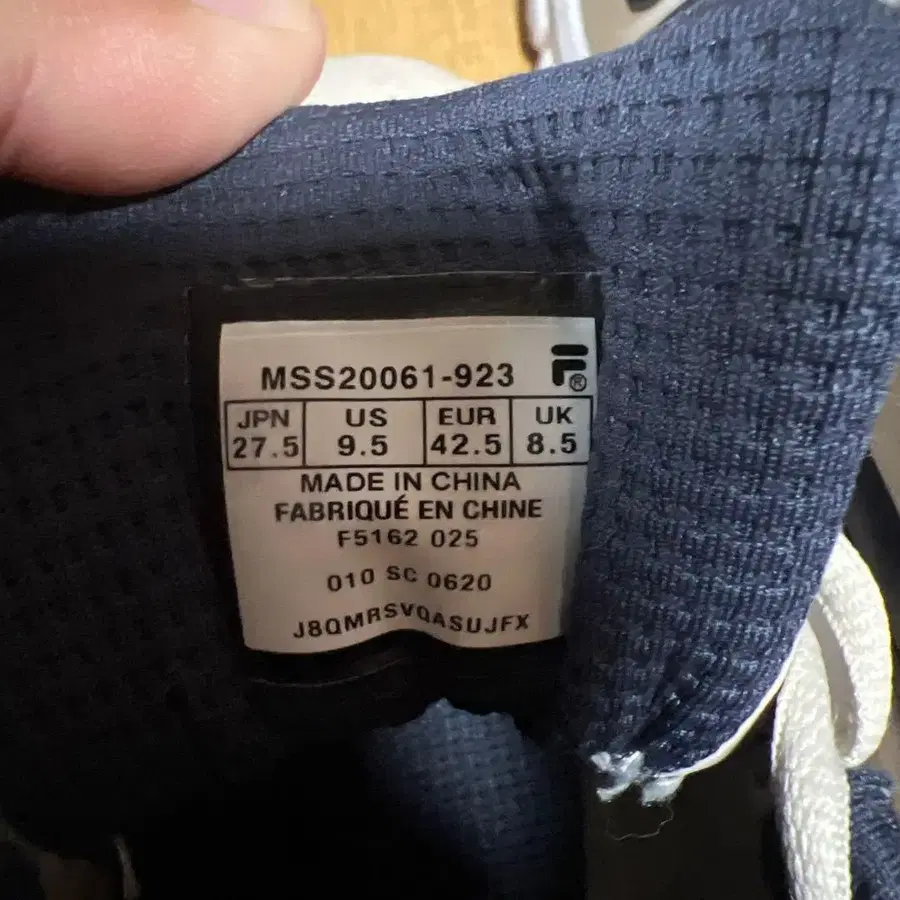 MSS20061-923 F®
JPN US EUR UK
27.5 9.5 42.5 8.5
MADE IN CHINA
FABRIQUÉ EN CHINE
F5162 025
010 SC 0620
J8QMRSVQASUJFX